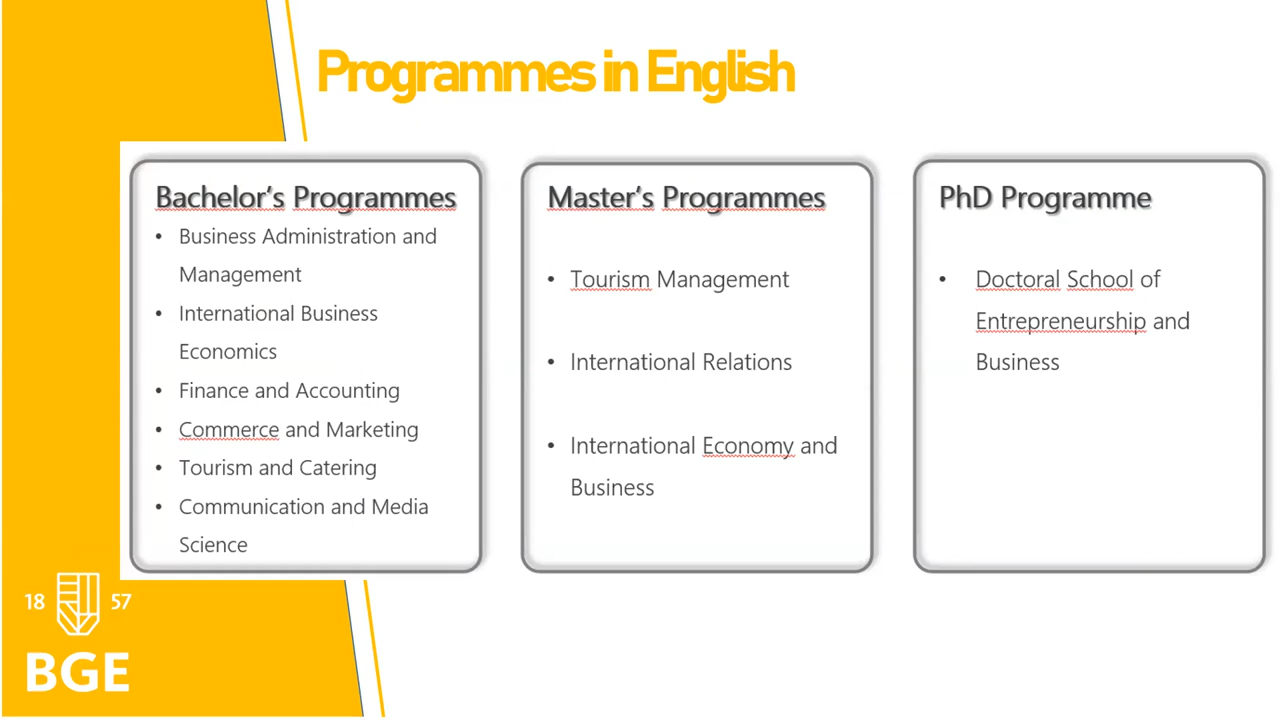 Programmes in English
Bachelor’s Programmes
• Business Administration and
Management
• International Business
Economics
• Finance and Accounting
• Commerce and Marketing
• Tourism and Catering
• Communication and Media
Science
Master’s Programmes
• Tourism Management
• International Relations
• International Economy and
Business
PhD Programme
• Doctoral School of
Entrepreneurship and
Business
18 57
BGE